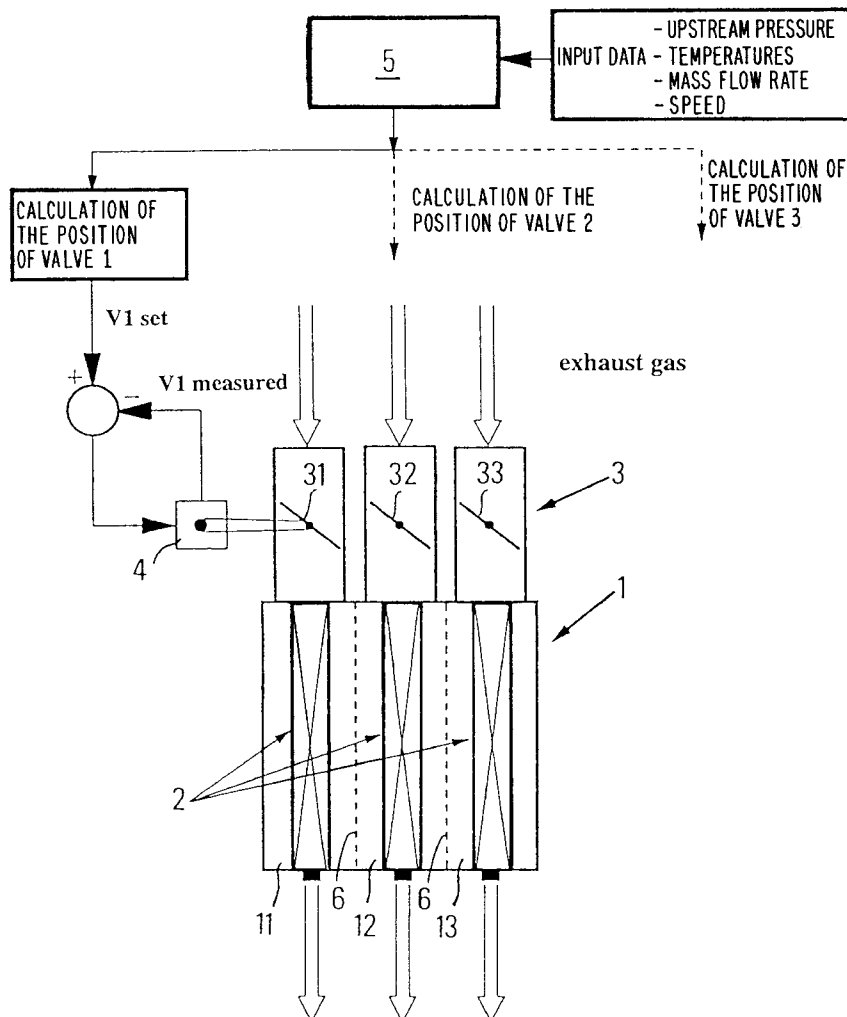 5
- UPSTREAM PRESSURE
INPUT DATA - TEMPERATURES
- MASS FLOW RATE
- SPEED
CALCULATION OF
THE POSITION
OF VALVE 1
CALCULATION OF THE
POSITION OF VALVE 2
CALCULATION OF
THE POSITION
OF VALVE 3
V1 set
+
V1 measured
-
exhaust gas
31
32
33
3
4
1
2
11
6
12
6
13